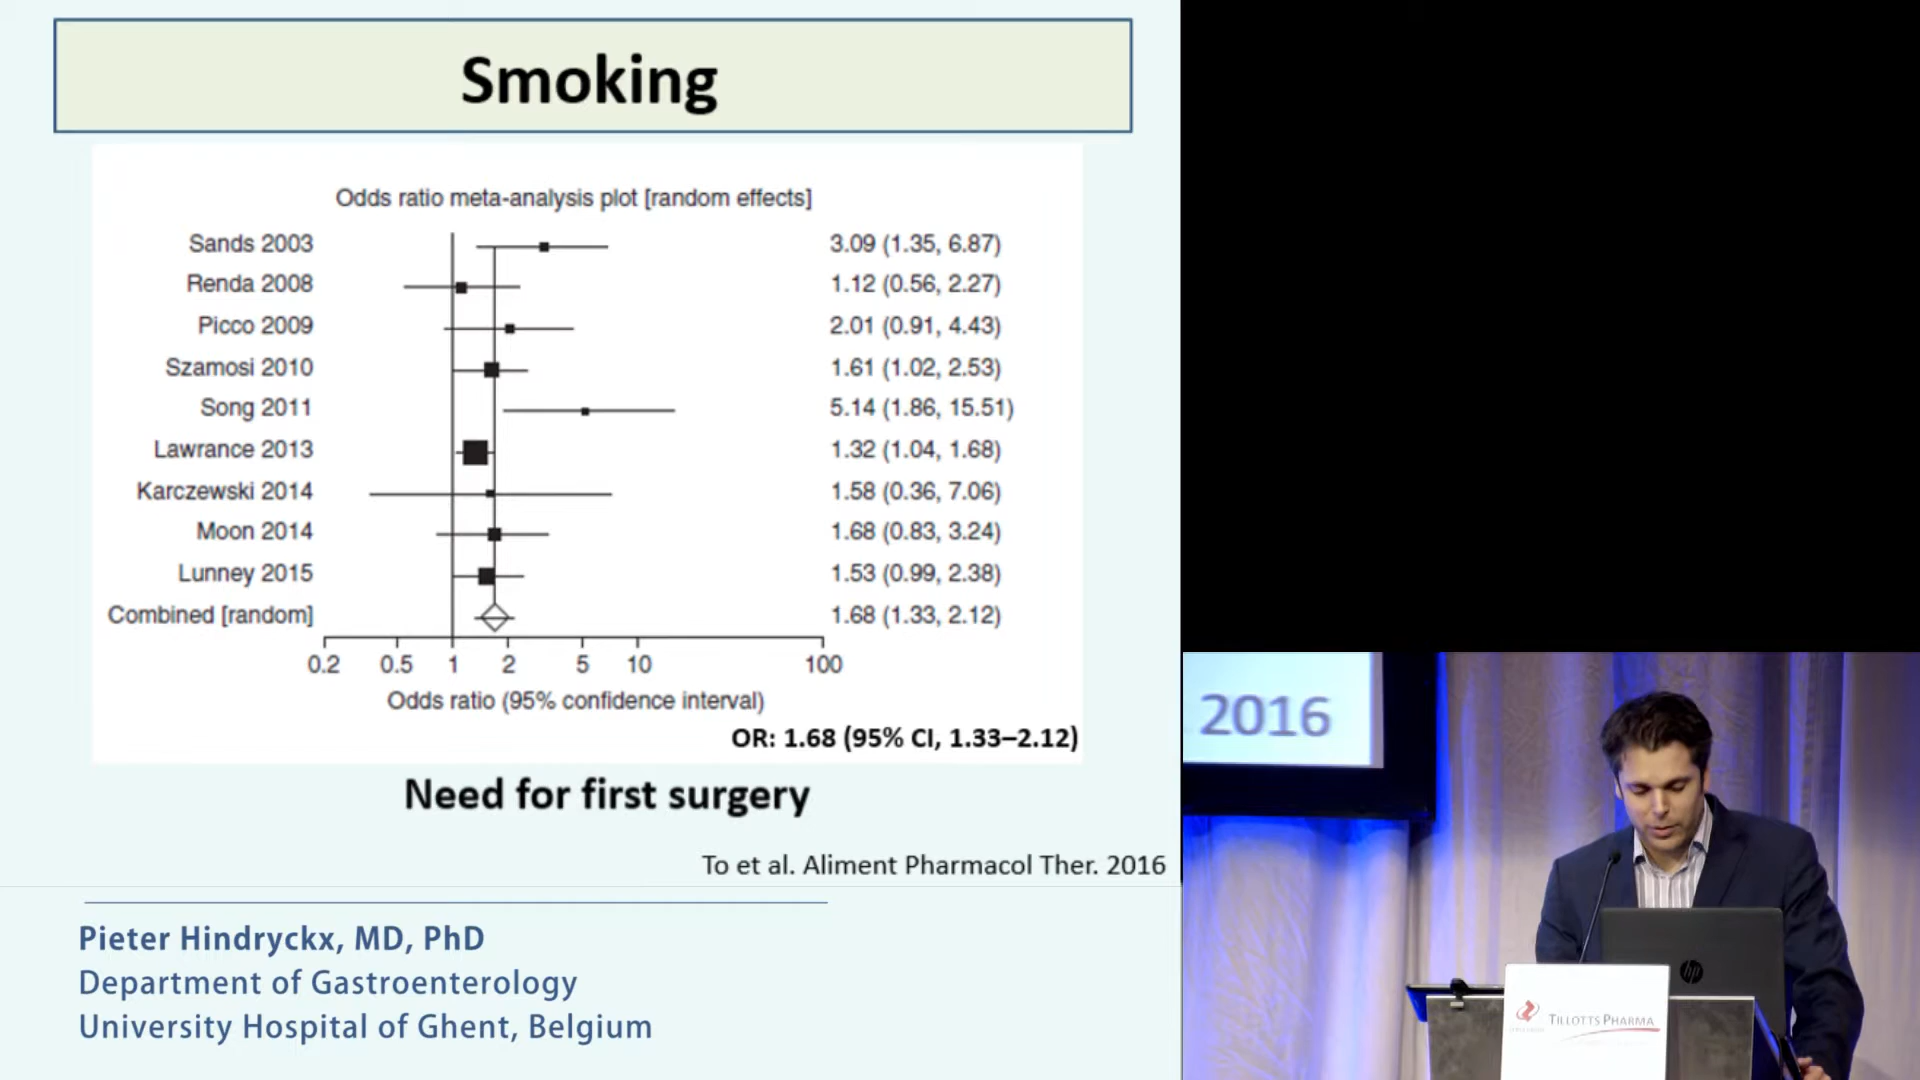 Smoking
Odds ratio meta-analysis plot [random effects]
Sands 2003 3.09 (1.35, 6.87)
Renda 2008 1.12 (0.56, 2.27)
Picco 2009 2.01 (0.91, 4.43)
Szamosi 2010 1.61 (1.02, 2.53)
Song 2011 5.14 (1.86, 15.51)
Lawrance 2013 1.32 (1.04, 1.68)
Karczewski 2014 1.58 (0.36, 7.06)
Moon 2014 1.68 (0.83, 3.24)
Lunney 2015 1.53 (0.99, 2.38)
Combined [random] 1.68 (1.33, 2.12)
0.2 0.5 1 2 5 10 100
Odds ratio (95% confidence interval)
OR: 1.68 (95% CI, 1.33–2.12)
Need for first surgery
To et al. Aliment Pharmacol Ther. 2016
Pieter Hindryckx, MD, PhD
Department of Gastroenterology
University Hospital of Ghent, Belgium
2016
hp
TILLOTTS PHARMA